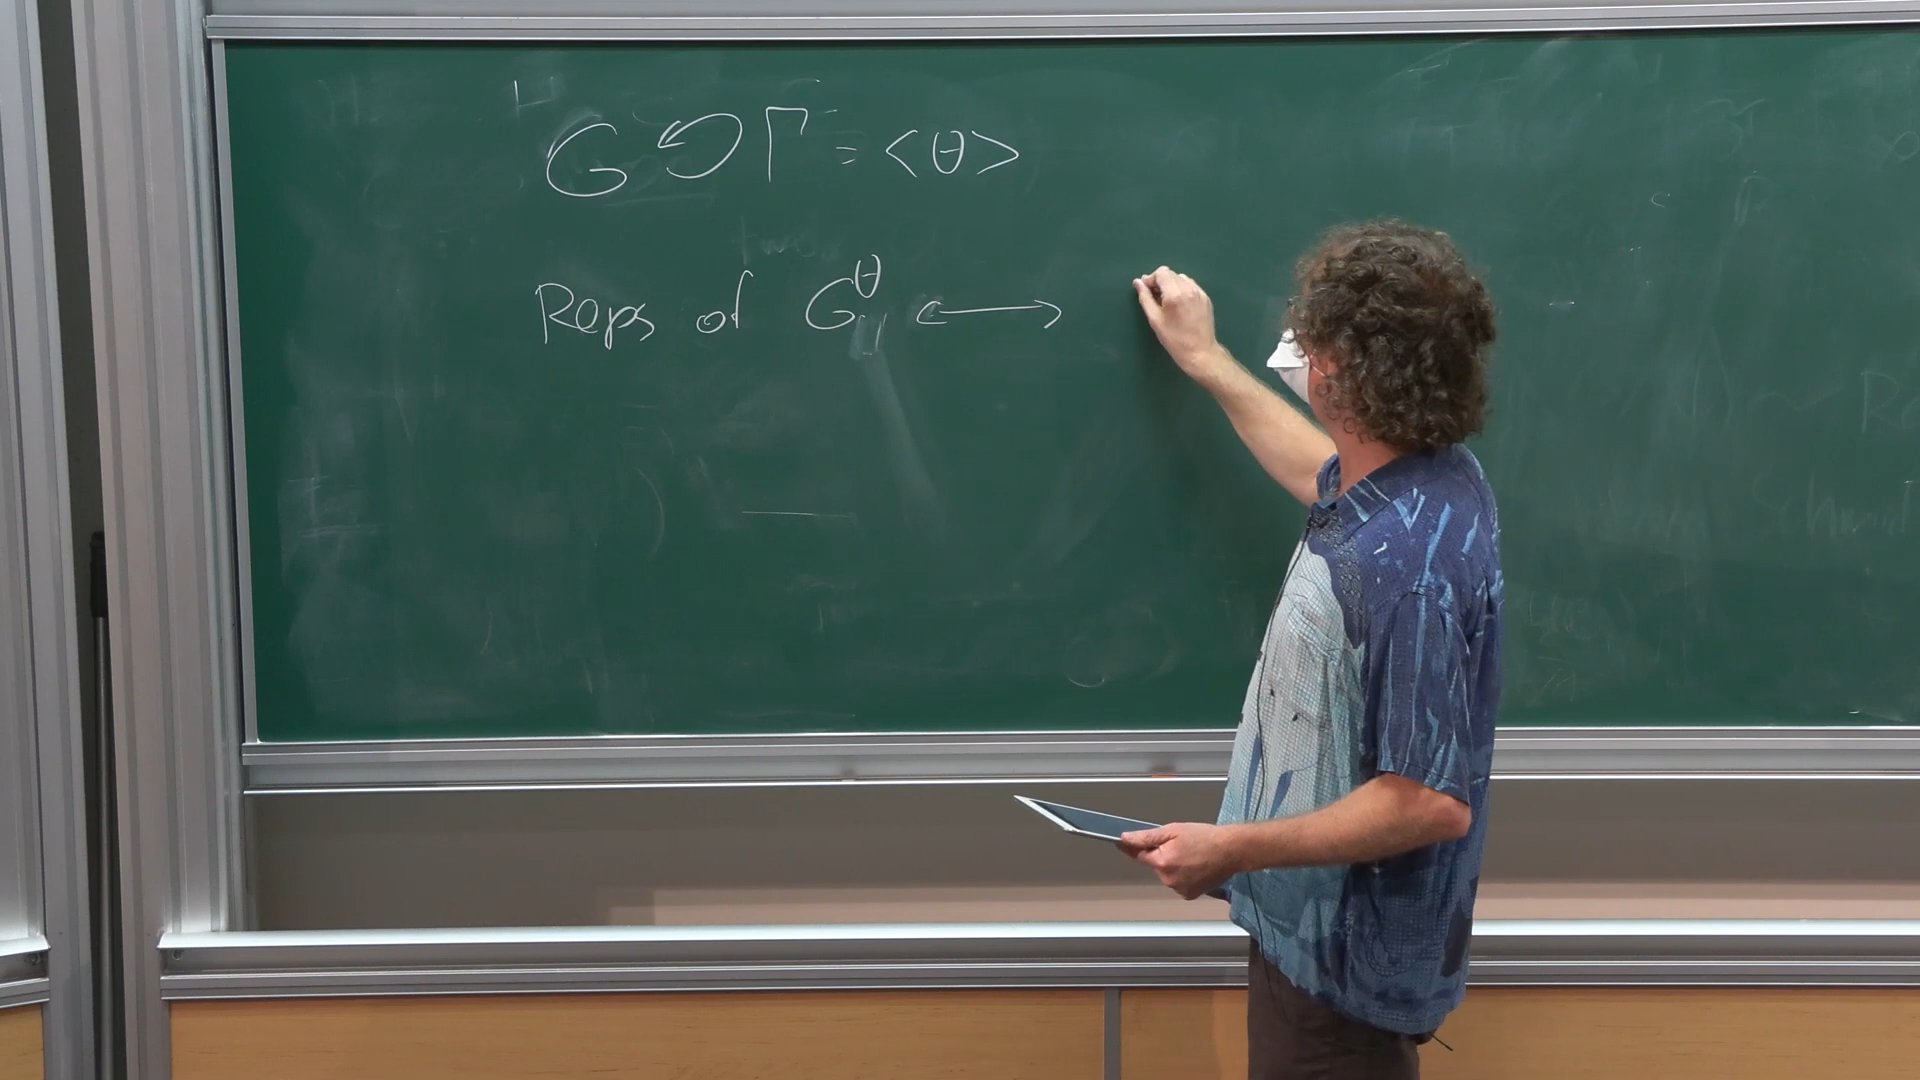 G ↺ Γ = <θ>
Reps of G^θ ⟷